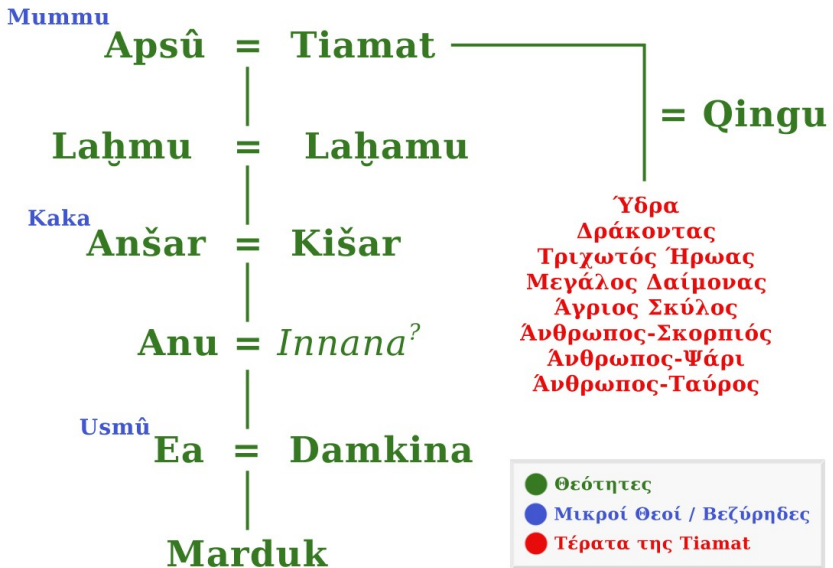 Mummu
Apsû = Tiamat
= Qingu
Laḫmu = Laḫamu
Kaka
Anšar = Kišar
Ύδρα
Δράκοντας
Τριχωτός Ήρωας
Μεγάλος Δαίμονας
Άγριος Σκύλος
Άνθρωπος-Σκορπιός
Άνθρωπος-Ψάρι
Άνθρωπος-Ταύρος
Anu = Innana?
Usmû
Ea = Damkina
Marduk
Θεότητες
Μικροί Θεοί / Βεζύρηδες
Τέρατα της Tiamat